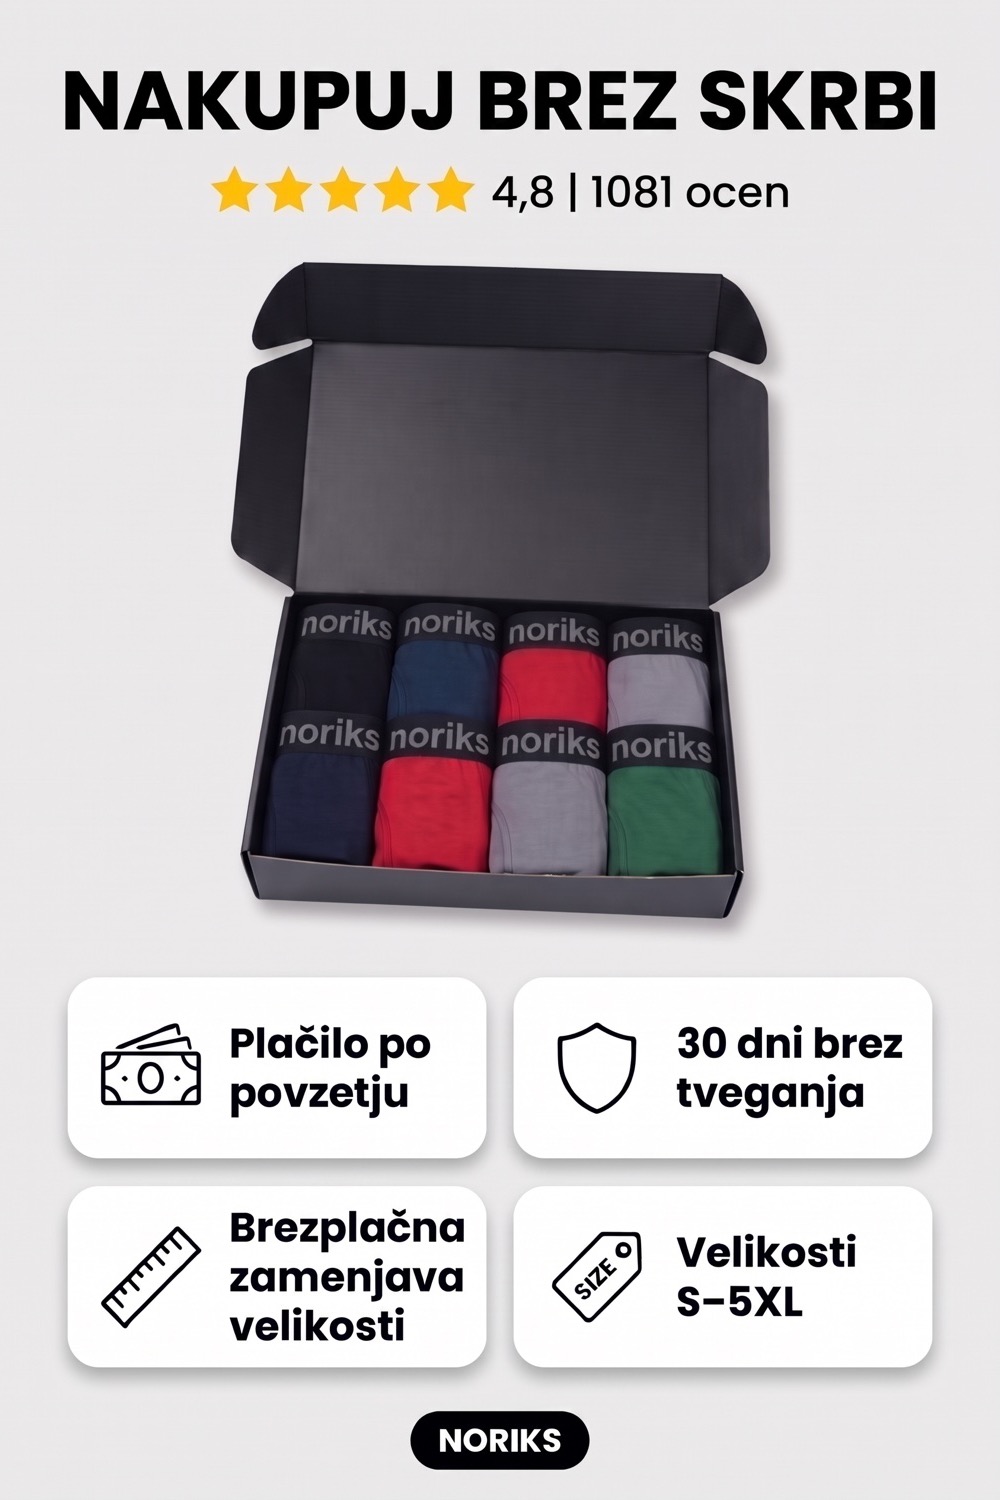 NAKUPUJ BREZ SKRBI
4,8 | 1081 ocen
noriks noriks noriks noriks
noriks noriks noriks noriks
Plačilo po
povzetju
30 dni brez
tveganja
Brezplačna
zamenjava
velikosti
SIZE
Velikosti
S–5XL
NORIKS